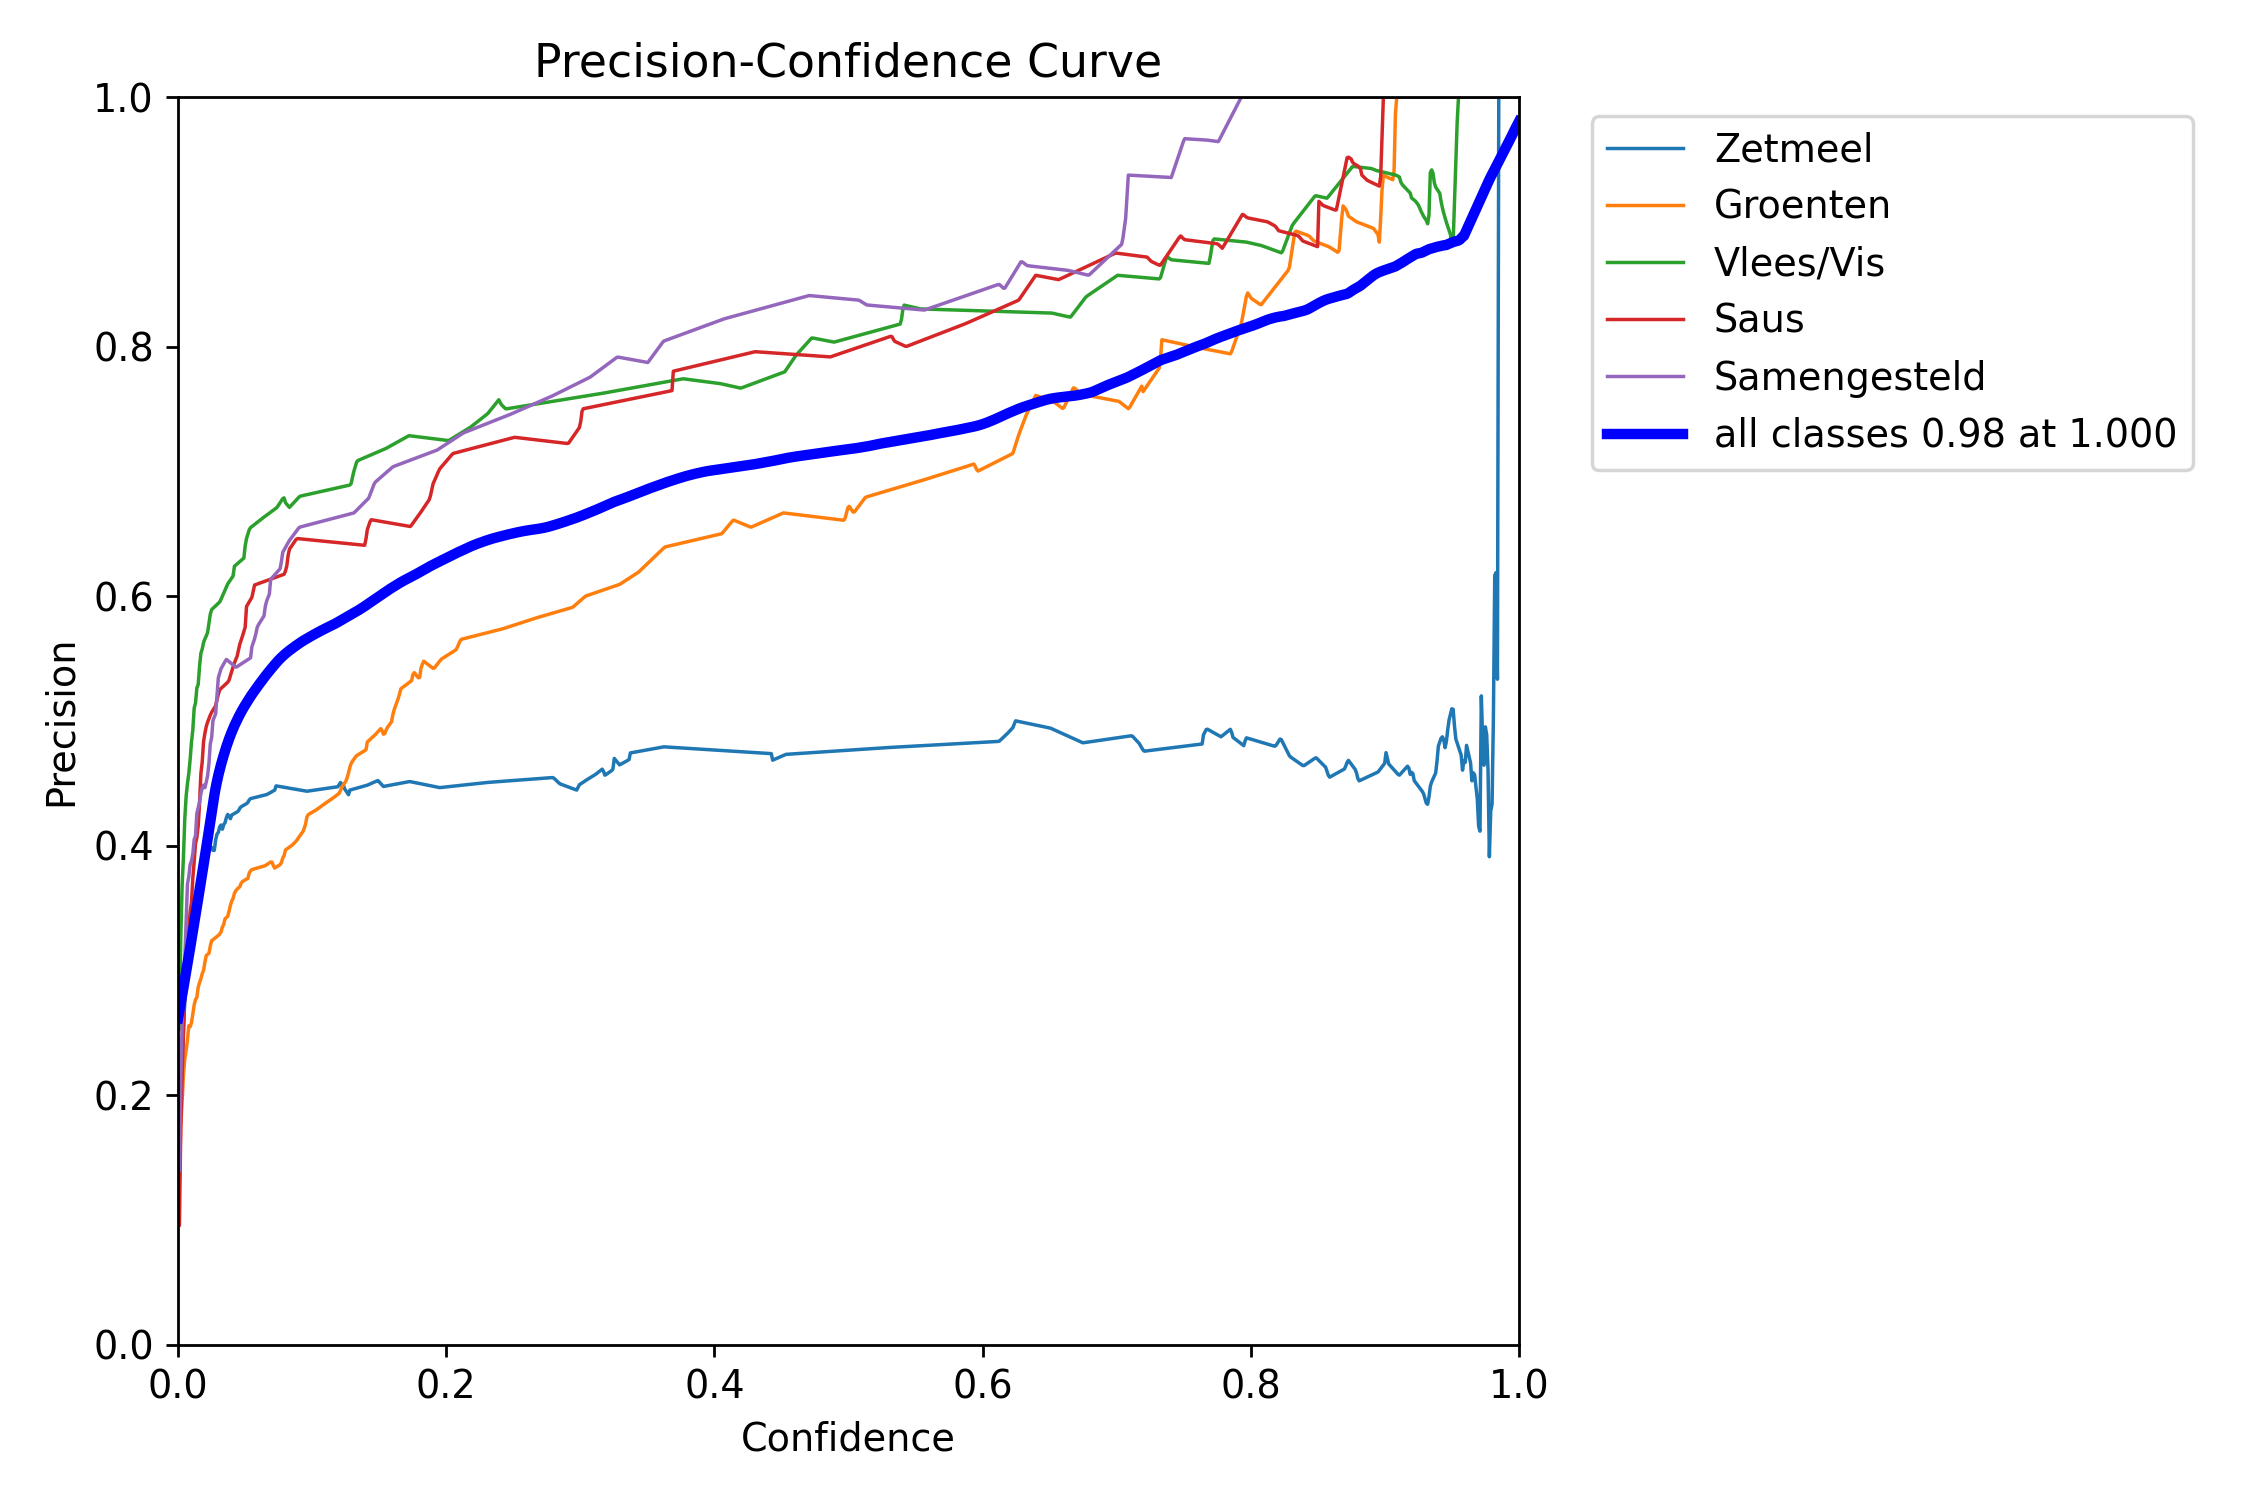 Precision-Confidence Curve
1.0
0.8
0.6
0.4
0.2
0.0
Precision
0.0 0.2 0.4 0.6 0.8 1.0
Confidence
Zetmeel
Groenten
Vlees/Vis
Saus
Samengesteld
all classes 0.98 at 1.000